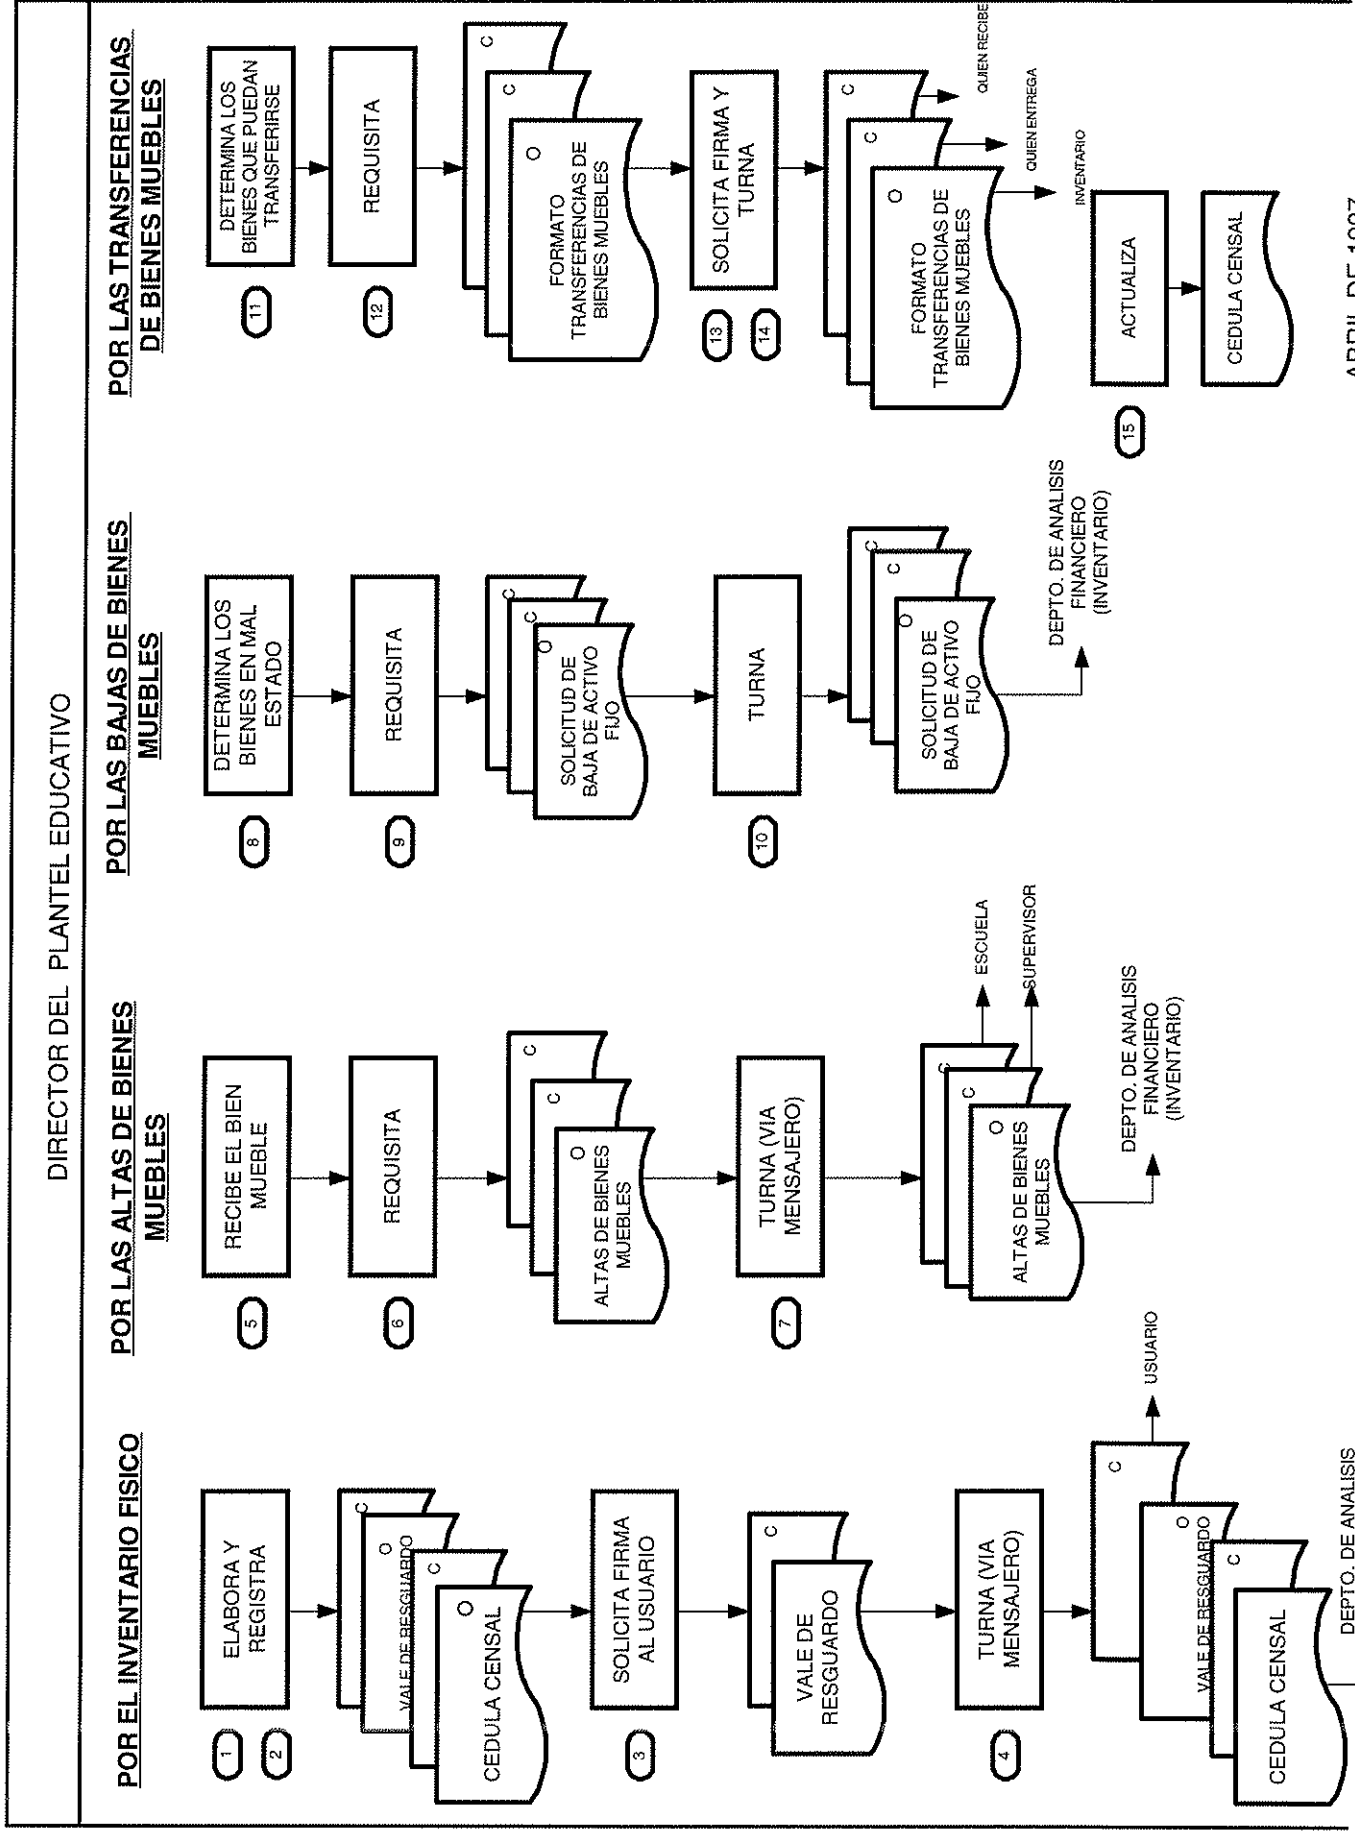 DIRECTOR DEL PLANTEL EDUCATIVO
POR EL INVENTARIO FISICO
1
2
ELABORA Y
REGISTRA
C
O
VALE DE RESGUARDO
C
O
CEDULA CENSAL
3
SOLICITA FIRMA
AL USUARIO
C
VALE DE
RESGUARDO
4
TURNA (VIA
MENSAJERO)
C
USUARIO
O
VALE DE RESGUARDO
C
CEDULA CENSAL
DEPTO. DE ANALISIS
POR LAS ALTAS DE BIENES
MUEBLES
5
RECIBE EL BIEN
MUEBLE
6
REQUISITA
C
C
O
ALTAS DE BIENES
MUEBLES
7
TURNA (VIA
MENSAJERO)
C
ESCUELA
C
SUPERVISOR
O
ALTAS DE BIENES
MUEBLES
DEPTO. DE ANALISIS
FINANCIERO
(INVENTARIO)
POR LAS BAJAS DE BIENES
MUEBLES
8
DETERMINA LOS
BIENES EN MAL
ESTADO
9
REQUISITA
C
C
O
SOLICITUD DE
BAJA DE ACTIVO
FIJO
10
TURNA
C
C
O
SOLICITUD DE
BAJA DE ACTIVO
FIJO
DEPTO. DE ANALISIS
FINANCIERO
(INVENTARIO)
POR LAS TRANSFERENCIAS
DE BIENES MUEBLES
11
DETERMINA LOS
BIENES QUE PUEDAN
TRANSFERIRSE
12
REQUISITA
C
C
O
FORMATO
TRANSFERENCIAS DE
BIENES MUEBLES
13
14
SOLICITA FIRMA Y
TURNA
C
QUIEN RECIBE
C
QUIEN ENTREGA
O
FORMATO
TRANSFERENCIAS DE
BIENES MUEBLES
INVENTARIO
15
ACTUALIZA
CEDULA CENSAL
ABRIL DE 1997